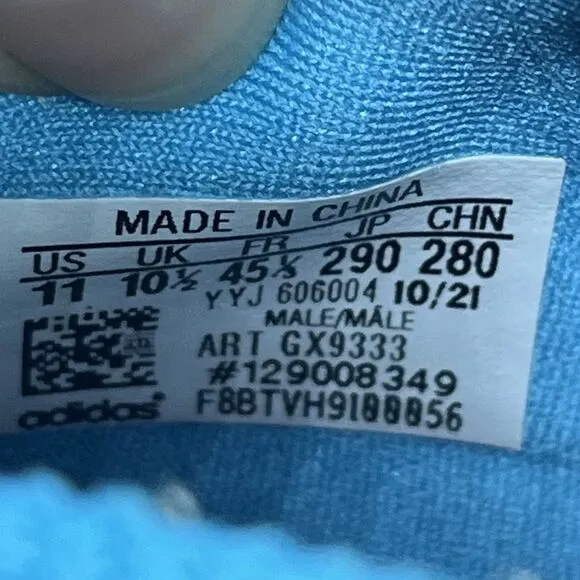 MADE IN CHINA
US UK FR JP CHN
11 10½ 45⅓ 290 280
YYJ 606004 10/21
MALE/MÂLE
ART GX9333
#129008349
adidas F8BTVH9I00056